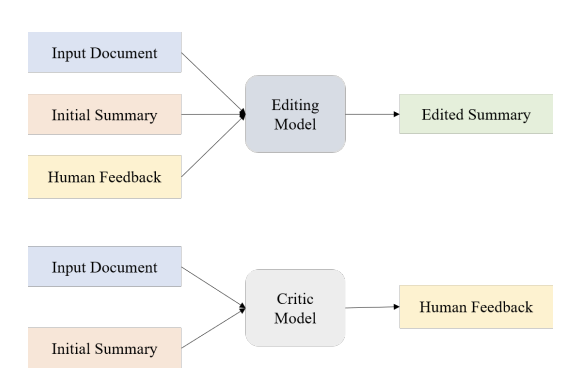 Input Document
Initial Summary
Human Feedback
Editing
Model
Edited Summary
Input Document
Initial Summary
Critic
Model
Human Feedback